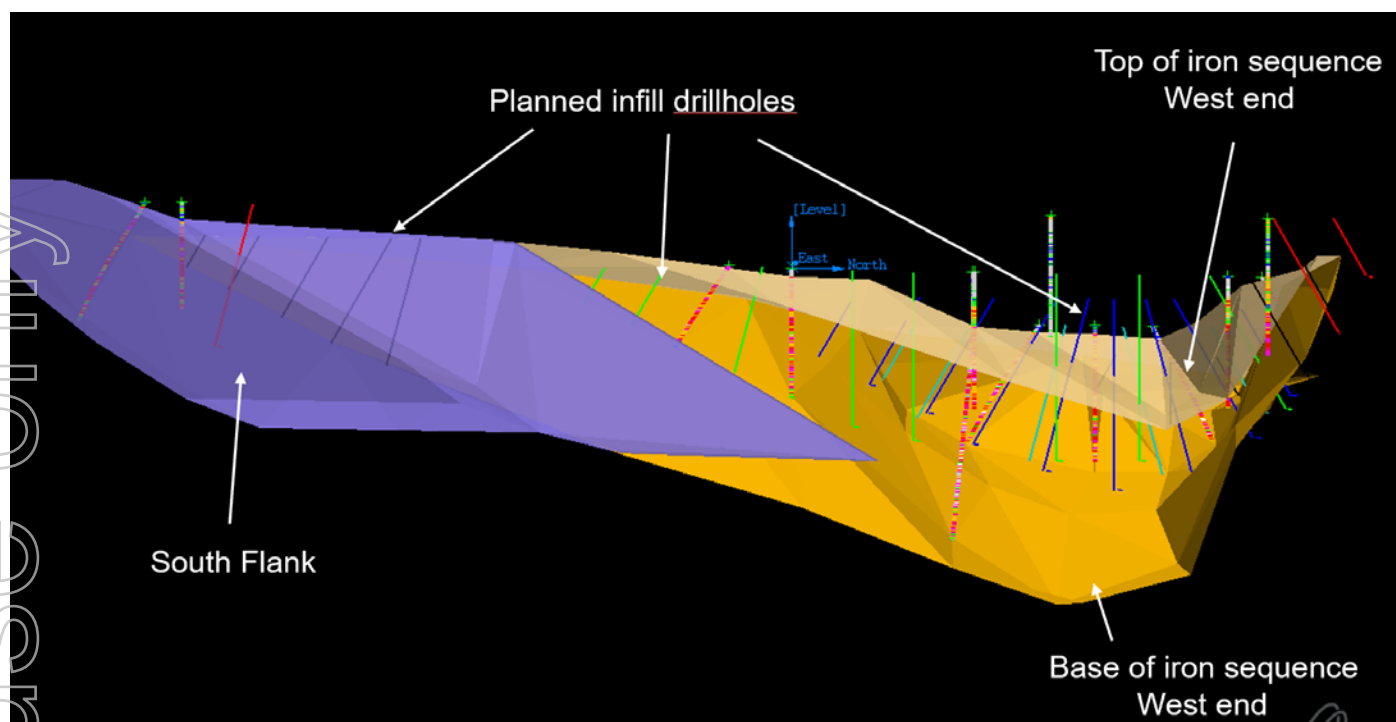 Top of iron sequence
West end
Planned infill drillholes
[Level]
East North
South Flank
Base of iron sequence
West end